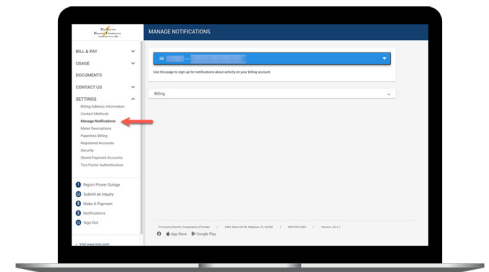 MANAGE NOTIFICATIONS
BILL & PAY
USAGE
DOCUMENTS
CONTACT US
SETTINGS
Billing Address Information
Contact Methods
Manage Notifications
Meter Descriptions
Paperless Billing
Registered Accounts
Security
Stored Payment Accounts
Two-Factor Authentication
Report Power Outage
Submit an Inquiry
Make A Payment
Notifications
Sign Out
Use this page to sign up for notifications about activity on your billing account.
Billing
App Store Google Play